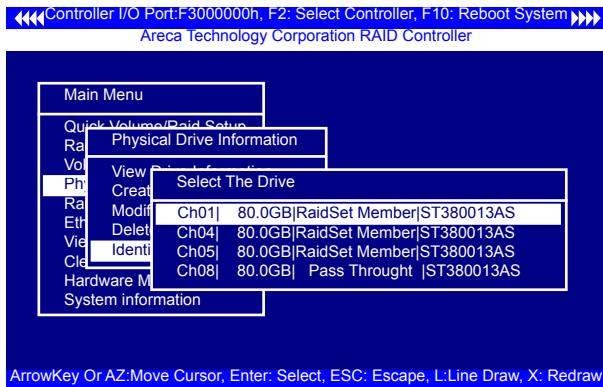 Controller I/O Port:F3000000h, F2: Select Controller, F10: Reboot System
Areca Technology Corporation RAID Controller
Main Menu
Quick Volume/Raid Setup
Ra
Physical Drive Information
Vol
View Drive Information
Phy
Creat
Select The Drive
Ra
Modif
Ch01| 80.0GB|RaidSet Member|ST380013AS
Eth
Delet
Ch04| 80.0GB|RaidSet Member|ST380013AS
Vie
Identi
Ch05| 80.0GB|RaidSet Member|ST380013AS
Cle
Ch08| 80.0GB| Pass Throught |ST380013AS
Hardware M
System information
ArrowKey Or AZ:Move Cursor, Enter: Select, ESC: Escape, L:Line Draw, X: Redraw